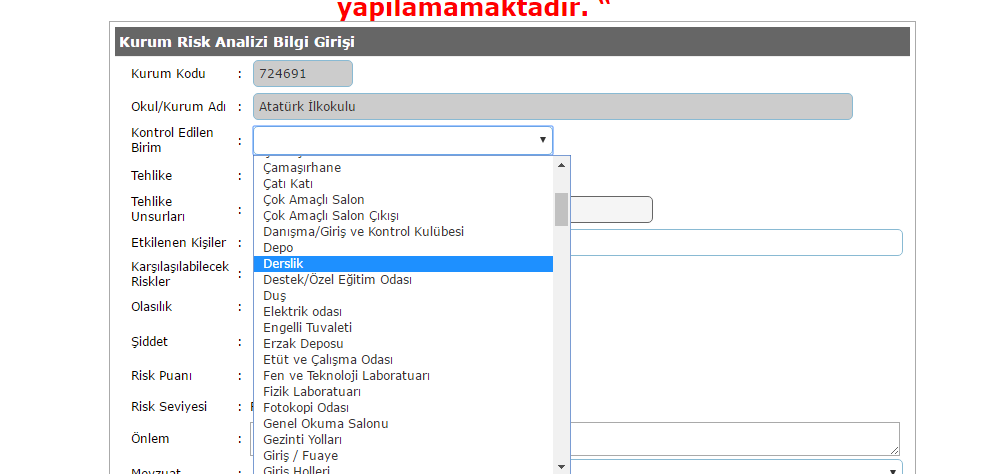 yapılamamaktadır. “
Kurum Risk Analizi Bilgi Girişi
Kurum Kodu : 724691
Okul/Kurum Adı : Atatürk İlkokulu
Kontrol Edilen
Birim :
Çamaşırhane
Tehlike :
Çatı Katı
Çok Amaçlı Salon
Tehlike
Unsurları :
Çok Amaçlı Salon Çıkışı
Danışma/Giriş ve Kontrol Kulübesi
Etkilenen Kişiler :
Depo
Derslik
Karşılaşılabilecek
Riskler :
Destek/Özel Eğitim Odası
Duş
Olasılık :
Elektrik odası
Engelli Tuvaleti
Şiddet :
Erzak Deposu
Etüt ve Çalışma Odası
Risk Puanı :
Fen ve Teknoloji Laboratuarı
Fizik Laboratuarı
Risk Seviyesi :
Fotokopi Odası
Genel Okuma Salonu
Önlem :
Gezinti Yolları
Giriş / Fuaye
Giriş Holleri
Mevzuat :